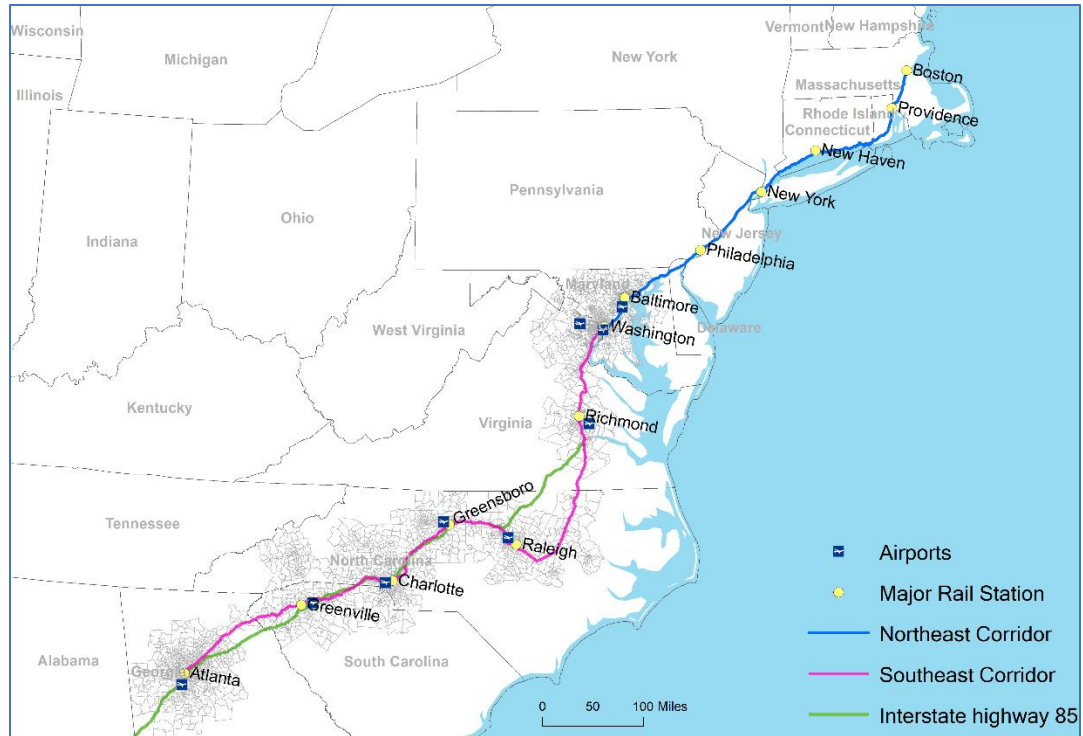 Wisconsin
Michigan
New York
Vermont
New Hampshire
Boston
Illinois
Massachusetts
Providence
Rhode Island
Connecticut
New Haven
Pennsylvania
New York
Ohio
Indiana
New Jersey
Philadelphia
Maryland
Baltimore
Washington
Delaware
West Virginia
Kentucky
Virginia
Richmond
Greensboro
Tennessee
Raleigh
North Carolina
Charlotte
Greenville
Alabama
Georgia
Atlanta
South Carolina
0 50 100 Miles
Airports
Major Rail Station
Northeast Corridor
Southeast Corridor
Interstate highway 85